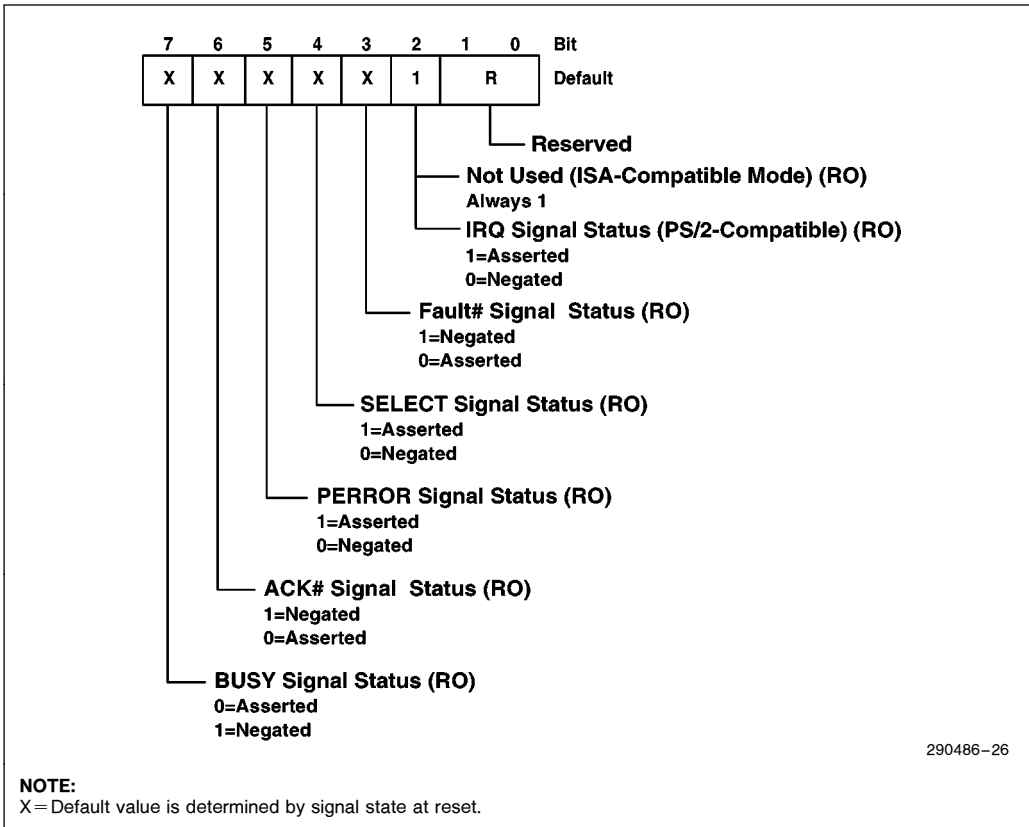 7 6 5 4 3 2 1 0 Bit
X X X X X 1 R Default
Reserved
Not Used (ISA-Compatible Mode) (RO)
Always 1
IRQ Signal Status (PS/2-Compatible) (RO)
1=Asserted
0=Negated
Fault# Signal Status (RO)
1=Negated
0=Asserted
SELECT Signal Status (RO)
1=Asserted
0=Negated
PERROR Signal Status (RO)
1=Asserted
0=Negated
ACK# Signal Status (RO)
1=Negated
0=Asserted
BUSY Signal Status (RO)
0=Asserted
1=Negated
290486–26
NOTE:
X=Default value is determined by signal state at reset.